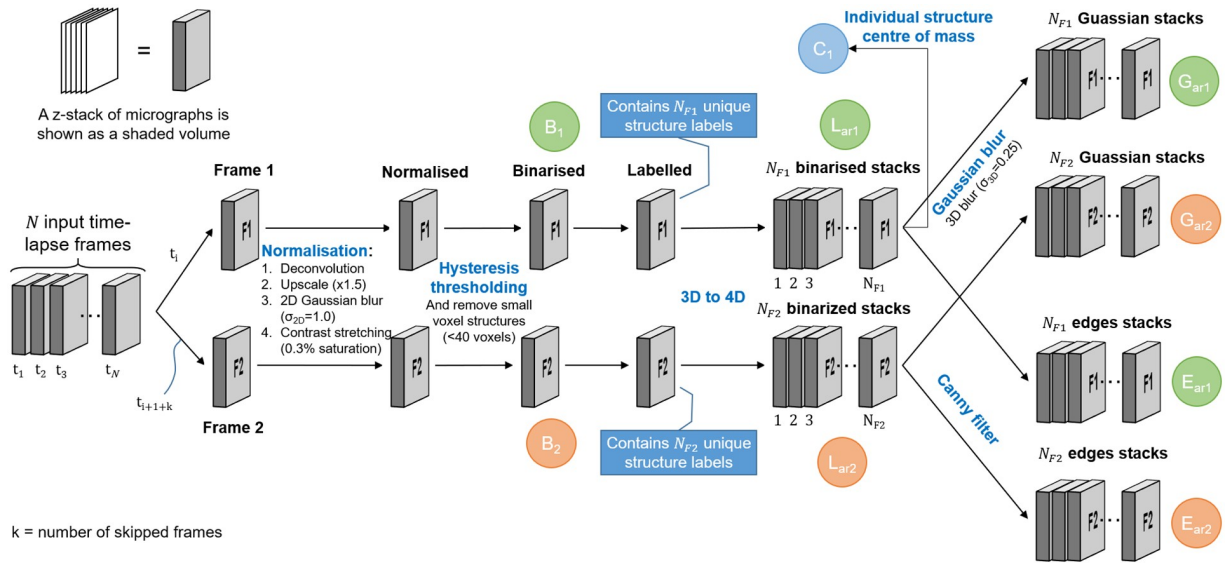 =
A z-stack of micrographs is
shown as a shaded volume
N input time-
lapse frames
t1 t2 t3 ... tN
ti
ti+1+k
Frame 1
F1
Frame 2
F2
Normalisation:
1. Deconvolution
2. Upscale (x1.5)
3. 2D Gaussian blur
(σ2D=1.0)
4. Contrast stretching
(0.3% saturation)
Normalised
F1
F2
Hysteresis
thresholding
And remove small
voxel structures
(<40 voxels)
B1
Binarised
F1
F2
B2
Contains NF1 unique
structure labels
Labelled
F1
F2
Contains NF2 unique
structure labels
3D to 4D
Individual structure
centre of mass
C1
Lar1
NF1 binarised stacks
F1 ... F1
1 2 3 NF1
NF2 binarized stacks
F2 ... F2
1 2 3 NF2
Lar2
Gaussian blur
3D blur (σ3D=0.25)
Canny filter
NF1 Guassian stacks
F1 ... F1
Gar1
NF2 Guassian stacks
F2 ... F2
Gar2
NF1 edges stacks
F1 ... F1
Ear1
NF2 edges stacks
F2 ... F2
Ear2
k = number of skipped frames